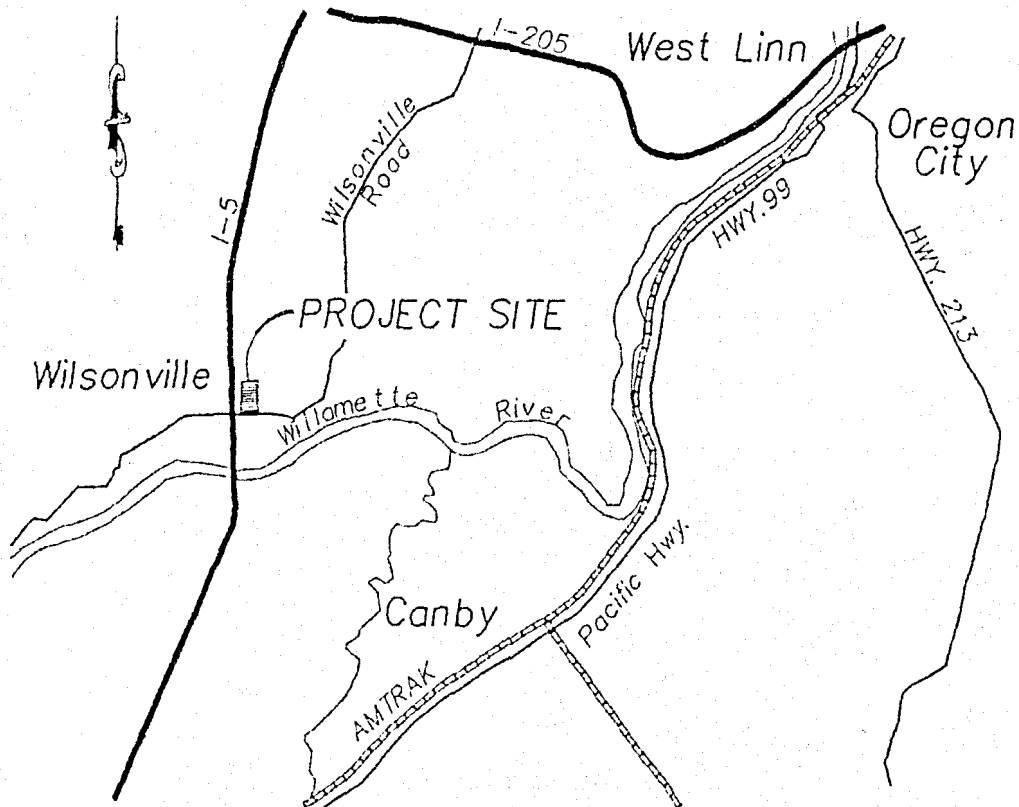 I-205
West Linn
Wilsonville
Road
Oregon
City
I-5
HWY.99
HWY. 213
PROJECT SITE
Wilsonville
Willamette
River
Pacific Hwy.
Canby
AMTRAK